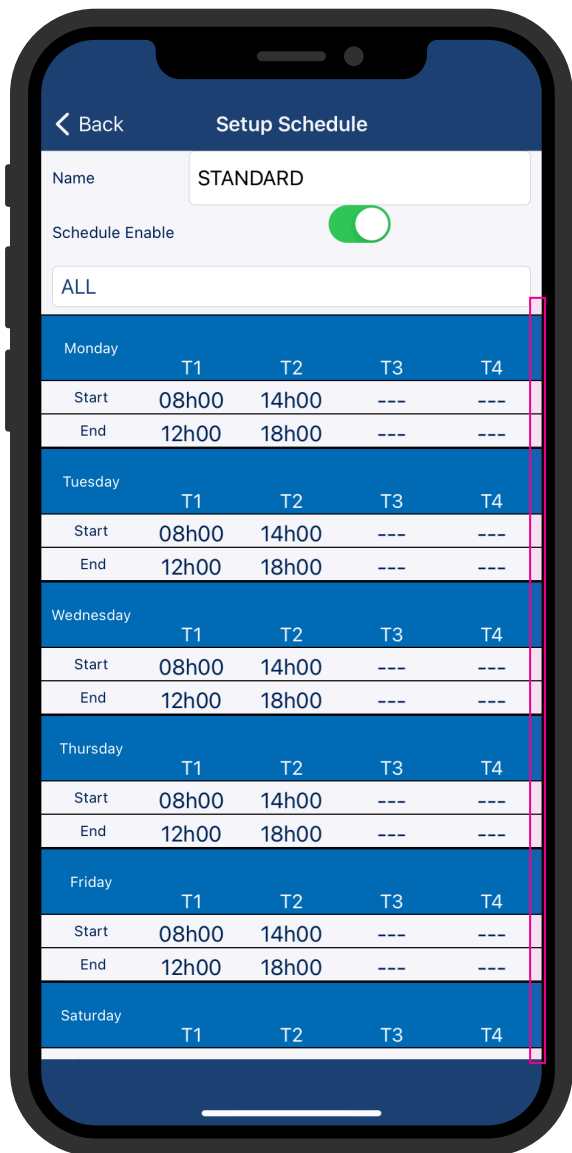 Back Setup Schedule
Name STANDARD
Schedule Enable
ALL
Monday
T1 T2 T3 T4
Start 08h00 14h00 --- ---
End 12h00 18h00 --- ---
Tuesday
T1 T2 T3 T4
Start 08h00 14h00 --- ---
End 12h00 18h00 --- ---
Wednesday
T1 T2 T3 T4
Start 08h00 14h00 --- ---
End 12h00 18h00 --- ---
Thursday
T1 T2 T3 T4
Start 08h00 14h00 --- ---
End 12h00 18h00 --- ---
Friday
T1 T2 T3 T4
Start 08h00 14h00 --- ---
End 12h00 18h00 --- ---
Saturday
T1 T2 T3 T4